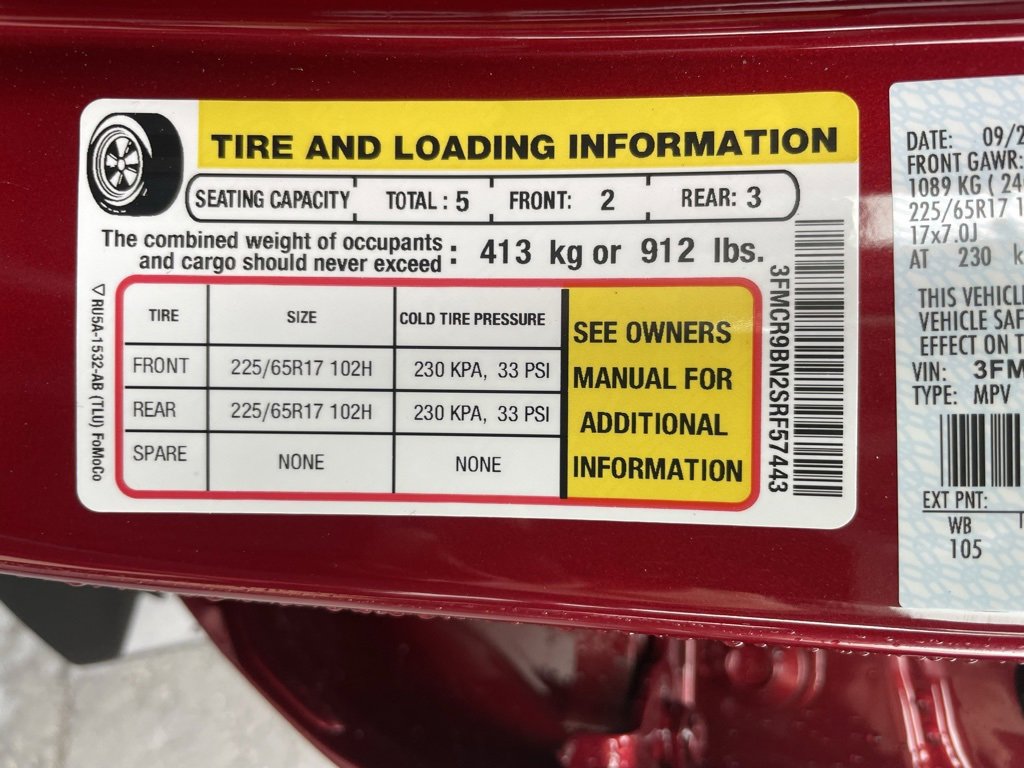 TIRE AND LOADING INFORMATION
SEATING CAPACITY TOTAL : 5 FRONT: 2 REAR: 3
The combined weight of occupants
and cargo should never exceed : 413 kg or 912 lbs.
TIRE SIZE COLD TIRE PRESSURE
FRONT 225/65R17 102H 230 KPA, 33 PSI
REAR 225/65R17 102H 230 KPA, 33 PSI
SPARE NONE NONE
SEE OWNERS
MANUAL FOR
ADDITIONAL
INFORMATION
3FMCR9BN2SRF57443
RU5A-1532-AB (TLU) FoMoCo
DATE: 09/2
FRONT GAWR:
1089 KG ( 24
225/65R17 1
17x7.0J
AT 230 k
THIS VEHICL
VEHICLE SAF
EFFECT ON T
VIN: 3FM
TYPE: MPV
EXT PNT:
WB
105